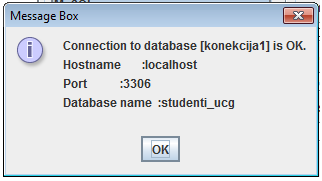 Message Box
Connection to database [konekcija1] is OK.
Hostname :localhost
Port :3306
Database name :studenti_ucg
OK